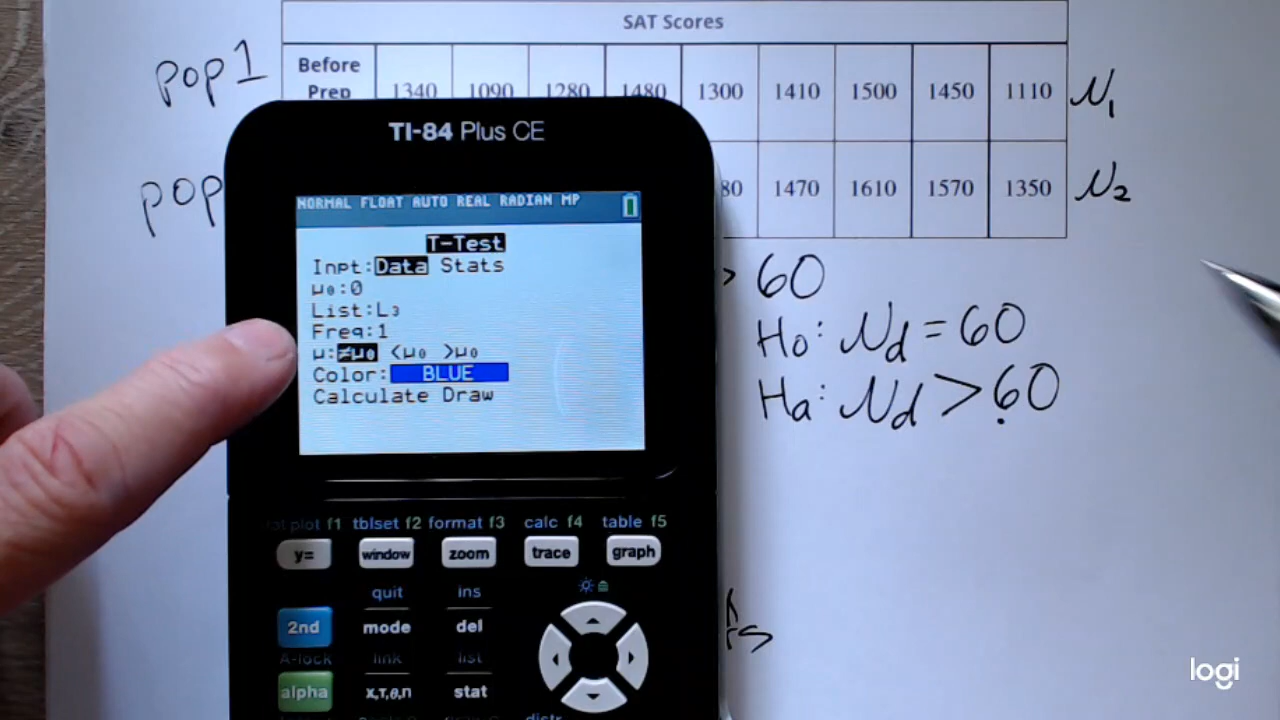 SAT Scores
pop 1 Before Prep 1340 1090 1280 1480 1300 1410 1500 1450 1110 μ₁
pop 80 1470 1610 1570 1350 μ₂
> 60
Ho: μd = 60
Ha: μd > 60
TI-84 Plus CE
NORMAL FLOAT AUTO REAL RADIAN MP
T-Test
Inpt:Data Stats
μ₀:0
List:L₃
Freq:1
μ:≠μ₀ <μ₀ >μ₀
Color: BLUE
Calculate Draw
plot f1 tblset f2 format f3 calc f4 table f5
y= window zoom trace graph
quit ins
2nd mode del
A-lock link list
alpha x,T,θ,n stat
distr
logi